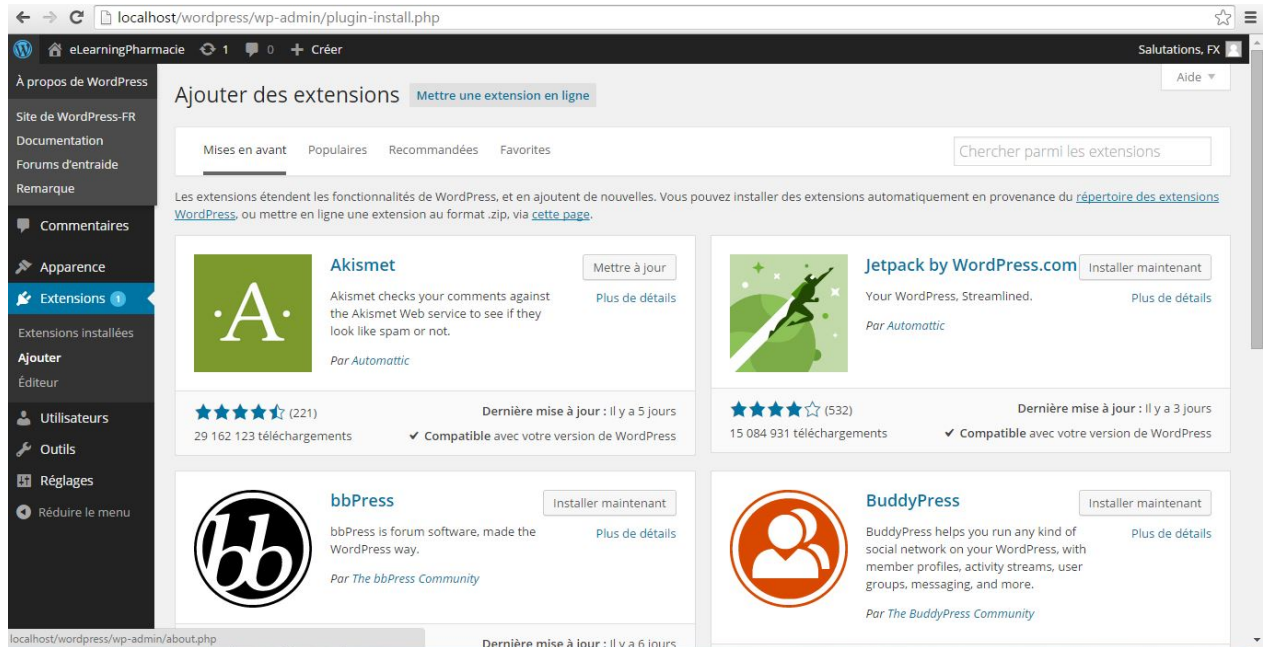 localhost/wordpress/wp-admin/plugin-install.php
eLearningPharmacie 1 0 + Créer Salutations, FX
À propos de WordPress
Site de WordPress-FR
Documentation
Forums d'entraide
Remarque
Commentaires
Apparence
Extensions 1
Extensions installées
Ajouter
Éditeur
Utilisateurs
Outils
Réglages
Réduire le menu
Aide
Ajouter des extensions Mettre une extension en ligne
Mises en avant Populaires Recommandées Favorites Chercher parmi les extensions
Les extensions étendent les fonctionnalités de WordPress, et en ajoutent de nouvelles. Vous pouvez installer des extensions automatiquement en provenance du répertoire des extensions
WordPress, ou mettre en ligne une extension au format .zip, via cette page.
A
Akismet Mettre à jour
Akismet checks your comments against Plus de détails
the Akismet Web service to see if they
look like spam or not.
Par Automattic
(221) Dernière mise à jour : Il y a 5 jours
29 162 123 téléchargements Compatible avec votre version de WordPress
Jetpack by WordPress.com Installer maintenant
Your WordPress, Streamlined. Plus de détails
Par Automattic
(532) Dernière mise à jour : Il y a 3 jours
15 084 931 téléchargements Compatible avec votre version de WordPress
bb
bbPress Installer maintenant
bbPress is forum software, made the Plus de détails
WordPress way.
Par The bbPress Community
Dernière mise à jour : Il y a 6 jours
BuddyPress Installer maintenant
BuddyPress helps you run any kind of Plus de détails
social network on your WordPress, with
member profiles, activity streams, user
groups, messaging, and more.
Par The BuddyPress Community
localhost/wordpress/wp-admin/about.php